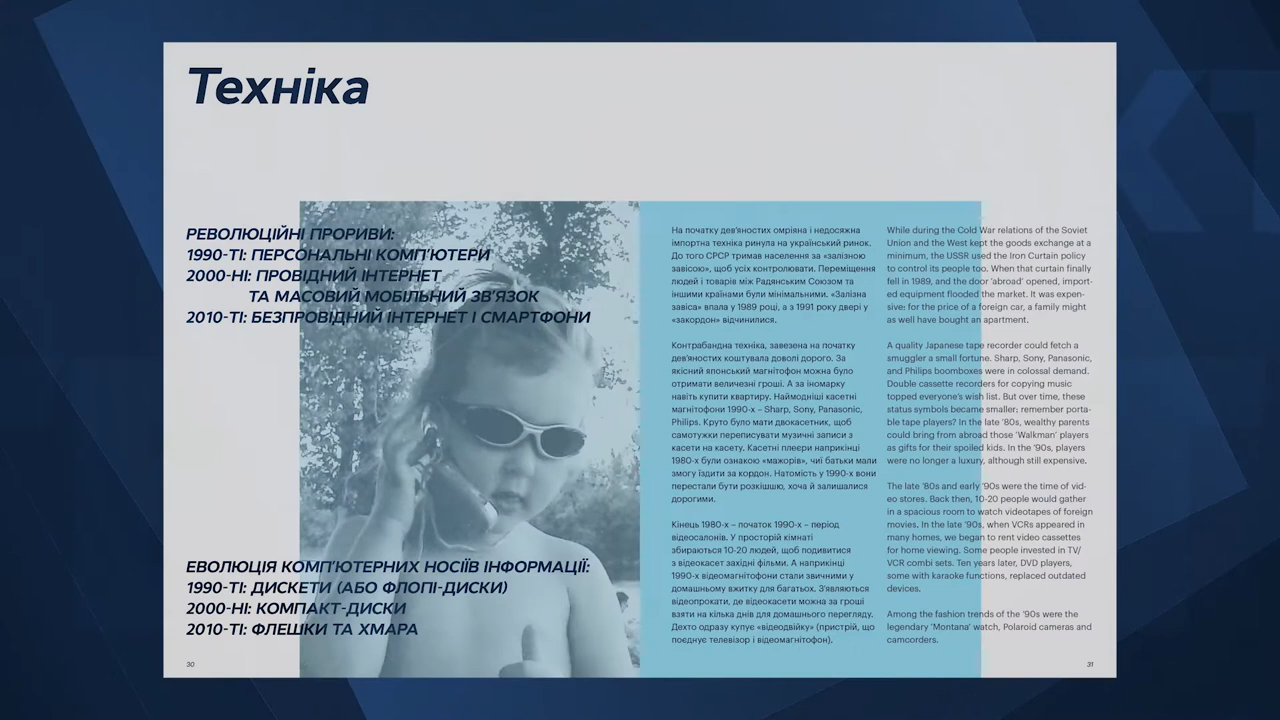 Техніка
РЕВОЛЮЦІЙНІ ПРОРИВИ:
1990-ТІ: ПЕРСОНАЛЬНІ КОМП'ЮТЕРИ
2000-НІ: ПРОВІДНИЙ ІНТЕРНЕТ
ТА МАСОВИЙ МОБІЛЬНИЙ ЗВ'ЯЗОК
2010-ТІ: БЕЗПРОВІДНИЙ ІНТЕРНЕТ І СМАРТФОНИ
ЕВОЛЮЦІЯ КОМП'ЮТЕРНИХ НОСІЇВ ІНФОРМАЦІЇ:
1990-ТІ: ДИСКЕТИ (АБО ФЛОПІ-ДИСКИ)
2000-НІ: КОМПАКТ-ДИСКИ
2010-ТІ: ФЛЕШКИ ТА ХМАРА
30
На початку дев'яностих омріяна і недосяжна
імпортна техніка ринула на український ринок.
До того СРСР тримав населення за «залізною
завісою», щоб усіх контролювати. Переміщення
людей і товарів між Радянським Союзом та
іншими країнами були мінімальними. «Залізна
завіса» впала у 1989 році, а з 1991 року двері у
«закордон» відчинилися.
Контрабандна техніка, завезена на початку
дев'яностих коштувала доволі дорого. За
якісний японський магнітофон можна було
отримати величезні гроші. А за іномарку
навіть купити квартиру. Наймодніші касетні
магнітофони 1990-х – Sharp, Sony, Panasonic,
Philips. Круто було мати двокасетник, щоб
самотужки переписувати музичні записи з
касети на касету. Касетні плеєри наприкінці
1980-х були ознакою «мажорів», чиї батьки мали
змогу їздити за кордон. Натомість у 1990-х вони
перестали бути розкішшю, хоча й залишалися
дорогими.
Кінець 1980-х – початок 1990-х – період
відеосалонів. У просторій кімнаті
збираються 10-20 людей, щоб подивитися
з відеокасет західні фільми. А наприкінці
1990-х відеомагнітофони стали звичними у
домашньому вжитку для багатьох. З'являються
відеопрокати, де відеокасети можна за гроші
взяти на кілька днів для домашнього перегляду.
Дехто одразу купує «відеодвійку» (пристрій, що
поєднує телевізор і відеомагнітофон).
While during the Cold War relations of the Soviet
Union and the West kept the goods exchange at a
minimum, the USSR used the Iron Curtain policy
to control its people too. When that curtain finally
fell in 1989, and the door 'abroad' opened, import-
ed equipment flooded the market. It was expen-
sive: for the price of a foreign car, a family might
as well have bought an apartment.
A quality Japanese tape recorder could fetch a
smuggler a small fortune. Sharp, Sony, Panasonic,
and Philips boomboxes were in colossal demand.
Double cassette recorders for copying music
topped everyone's wish list. But over time, these
status symbols became smaller: remember porta-
ble tape players? In the late '80s, wealthy parents
could bring from abroad those 'Walkman' players
as gifts for their spoiled kids. In the '90s, players
were no longer a luxury, although still expensive.
The late '80s and early '90s were the time of vid-
eo stores. Back then, 10-20 people would gather
in a spacious room to watch videotapes of foreign
movies. In the late '90s, when VCRs appeared in
many homes, we began to rent video cassettes
for home viewing. Some people invested in TV/
VCR combi sets. Ten years later, DVD players,
some with karaoke functions, replaced outdated
devices.
Among the fashion trends of the '90s were the
legendary 'Montana' watch, Polaroid cameras and
camcorders.
31